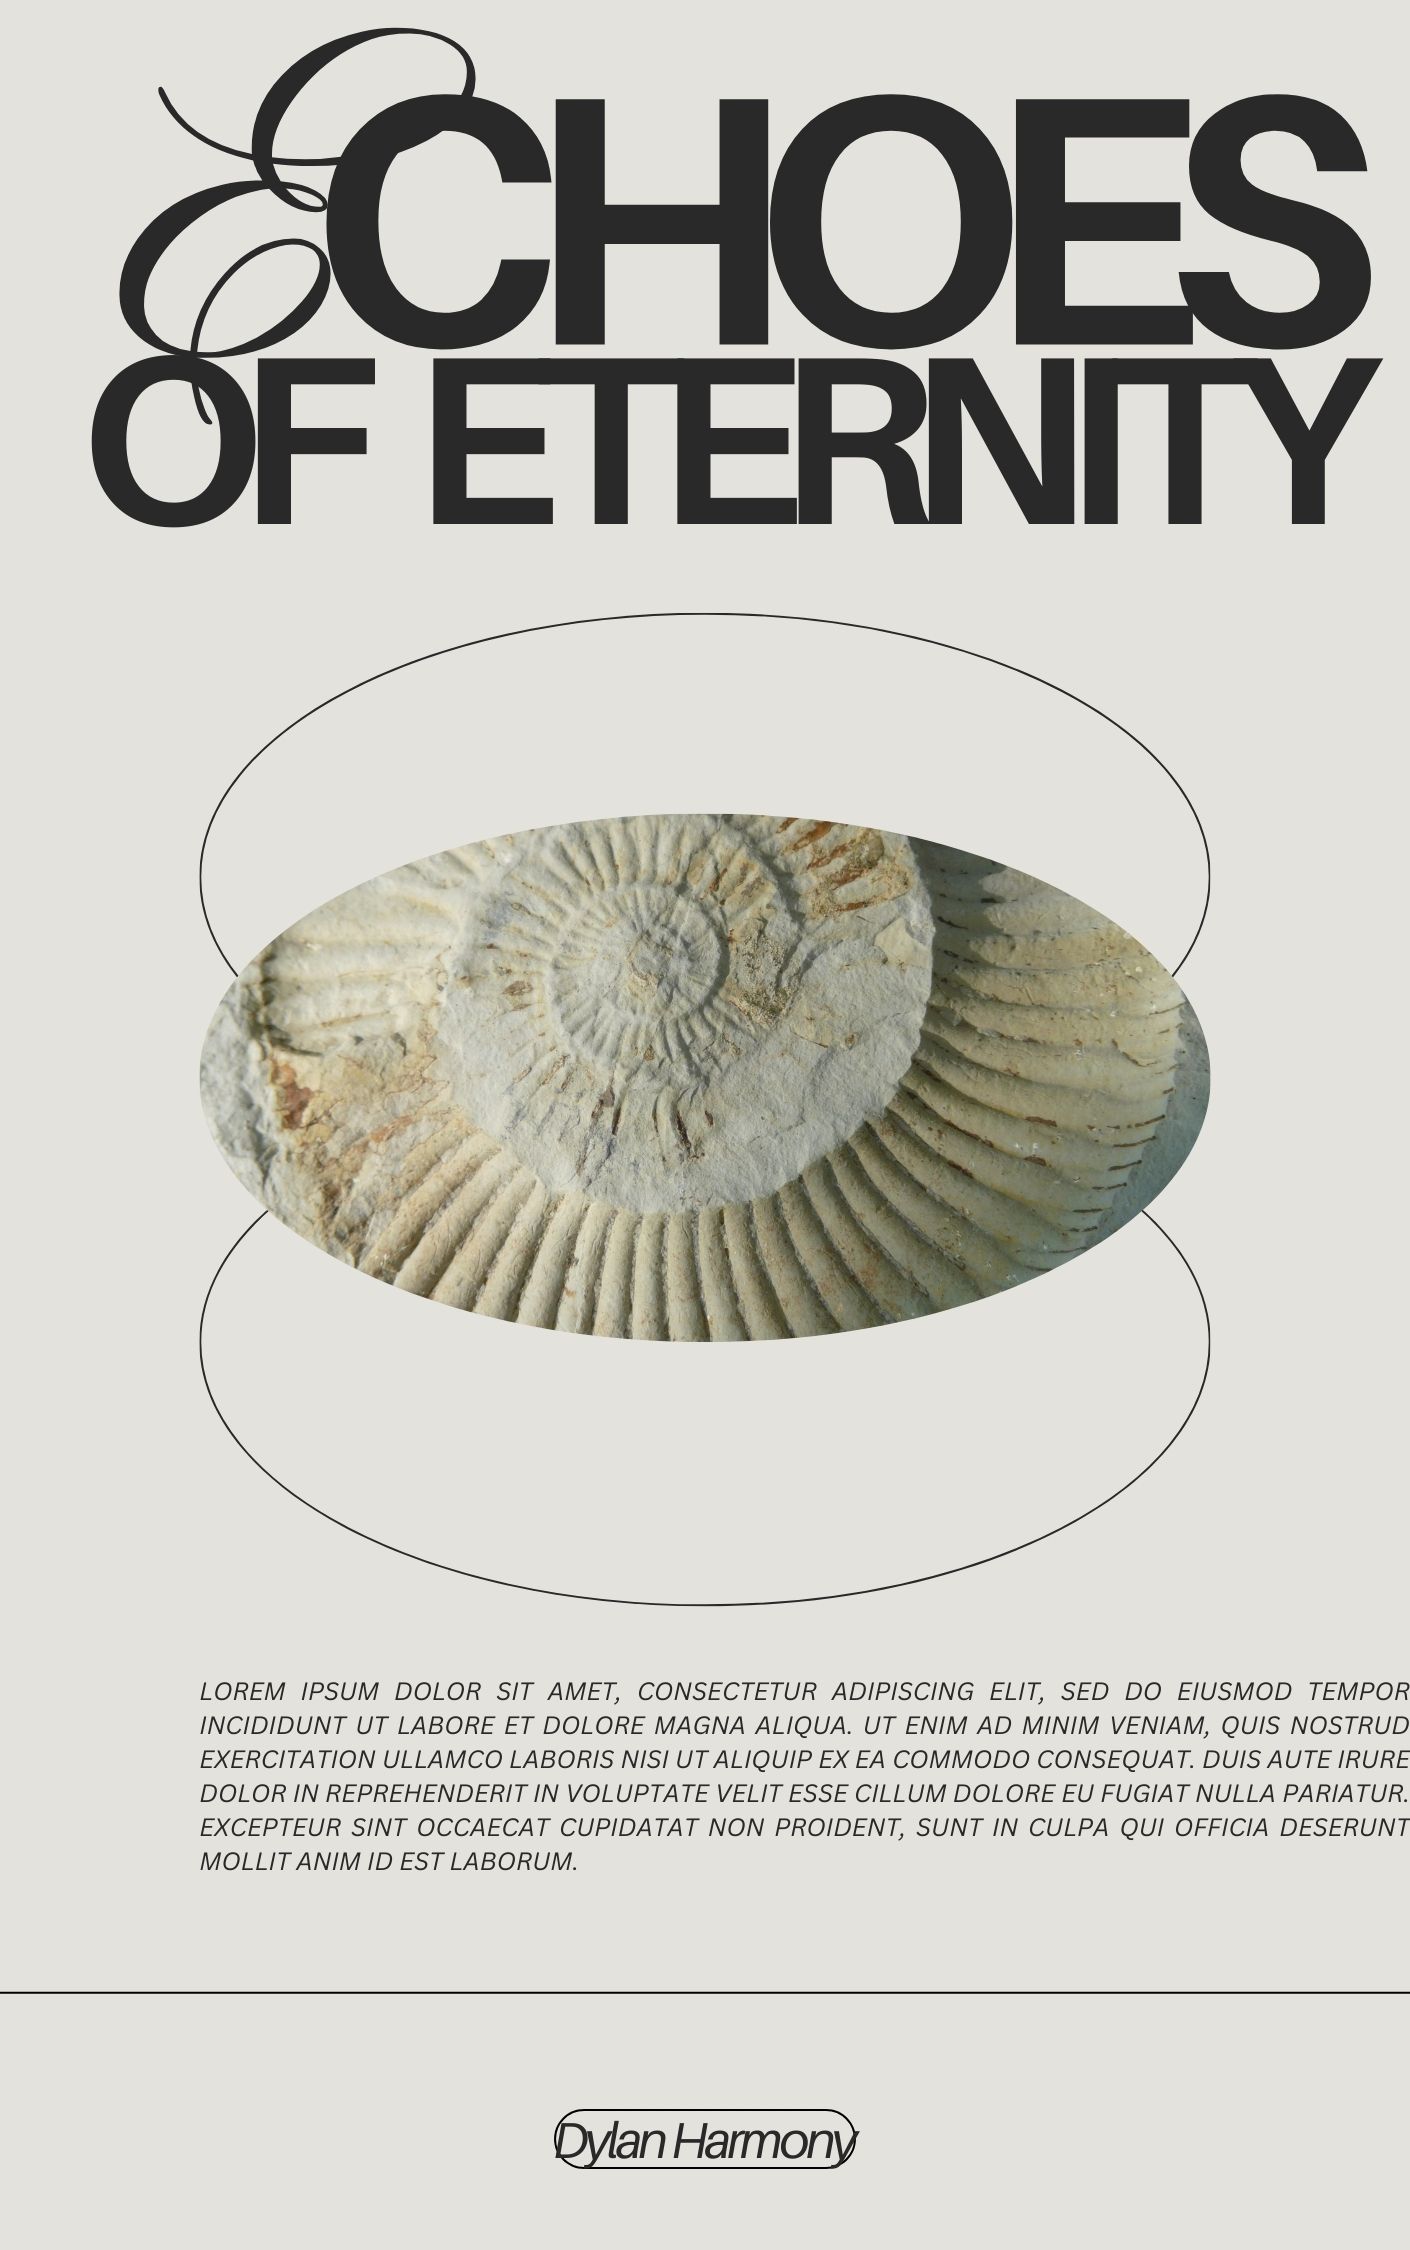 ECHOES
OF ETERNITY
LOREM IPSUM DOLOR SIT AMET, CONSECTETUR ADIPISCING ELIT, SED DO EIUSMOD TEMPOR
INCIDIDUNT UT LABORE ET DOLORE MAGNA ALIQUA. UT ENIM AD MINIM VENIAM, QUIS NOSTRUD
EXERCITATION ULLAMCO LABORIS NISI UT ALIQUIP EX EA COMMODO CONSEQUAT. DUIS AUTE IRURE
DOLOR IN REPREHENDERIT IN VOLUPTATE VELIT ESSE CILLUM DOLORE EU FUGIAT NULLA PARIATUR.
EXCEPTEUR SINT OCCAECAT CUPIDATAT NON PROIDENT, SUNT IN CULPA QUI OFFICIA DESERUNT
MOLLIT ANIM ID EST LABORUM.
Dylan Harmony